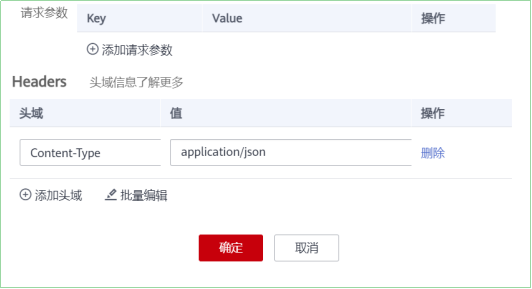 请求参数
Key Value 操作
添加请求参数
Headers 头域信息了解更多
头域 值 操作
Content-Type application/json 删除
添加头域 批量编辑
确定 取消